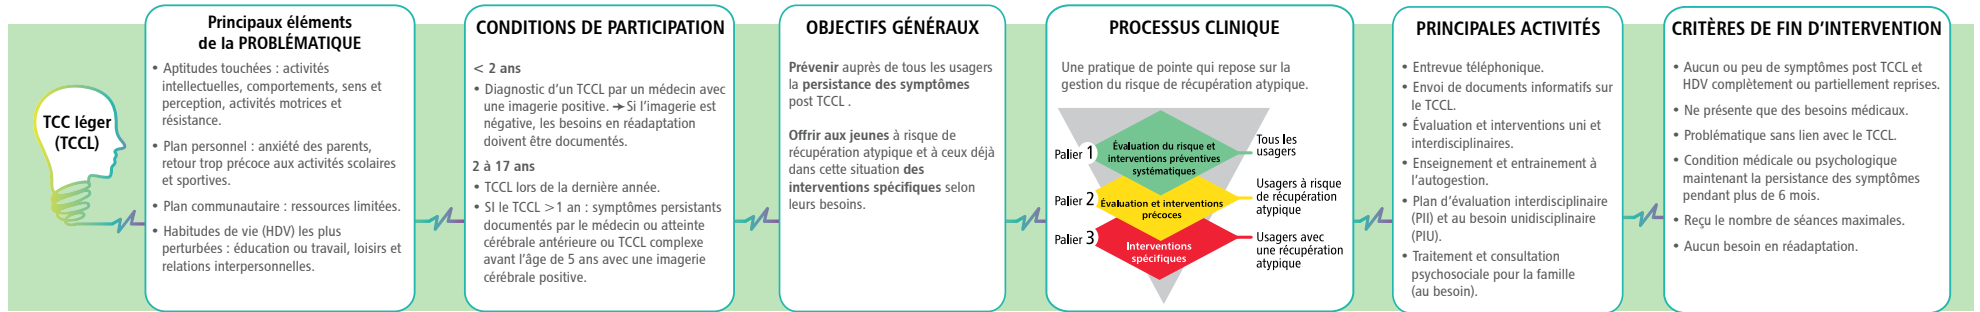 TCC léger
(TCCL)
Principaux éléments
de la PROBLÉMATIQUE
• Aptitudes touchées : activités
intellectuelles, comportements, sens et
perception, activités motrices et
résistance.
• Plan personnel : anxiété des parents,
retour trop précoce aux activités scolaires
et sportives.
• Plan communautaire : ressources limitées.
• Habitudes de vie (HDV) les plus
perturbées : éducation ou travail, loisirs et
relations interpersonnelles.
CONDITIONS DE PARTICIPATION
< 2 ans
• Diagnostic d'un TCCL par un médecin avec
une imagerie positive. ➔ Si l'imagerie est
négative, les besoins en réadaptation
doivent être documentés.
2 à 17 ans
• TCCL lors de la dernière année.
• SI le TCCL >1 an : symptômes persistants
documentés par le médecin ou atteinte
cérébrale antérieure ou TCCL complexe
avant l'âge de 5 ans avec une imagerie
cérébrale positive.
OBJECTIFS GÉNÉRAUX
Prévenir auprès de tous les usagers
la persistance des symptômes
post TCCL .
Offrir aux jeunes à risque de
récupération atypique et à ceux déjà
dans cette situation des
interventions spécifiques selon
leurs besoins.
PROCESSUS CLINIQUE
Une pratique de pointe qui repose sur la
gestion du risque de récupération atypique.
Palier 1
Évaluation du risque et
interventions préventives
systématiques
Tous les
usagers
Palier 2
Évaluation et interventions
précoces
Usagers à risque
de récupération
atypique
Palier 3
Interventions
spécifiques
Usagers avec
une récupération
atypique
PRINCIPALES ACTIVITÉS
• Entrevue téléphonique.
• Envoi de documents informatifs sur
le TCCL.
• Évaluation et interventions uni et
interdisciplinaires.
• Enseignement et entrainement à
l'autogestion.
• Plan d'évaluation interdisciplinaire
(PII) et au besoin unidisciplinaire
(PIU).
• Traitement et consultation
psychosociale pour la famille
(au besoin).
CRITÈRES DE FIN D'INTERVENTION
• Aucun ou peu de symptômes post TCCL et
HDV complètement ou partiellement reprises.
• Ne présente que des besoins médicaux.
• Problématique sans lien avec le TCCL.
• Condition médicale ou psychologique
maintenant la persistance des symptômes
pendant plus de 6 mois.
• Reçu le nombre de séances maximales.
• Aucun besoin en réadaptation.